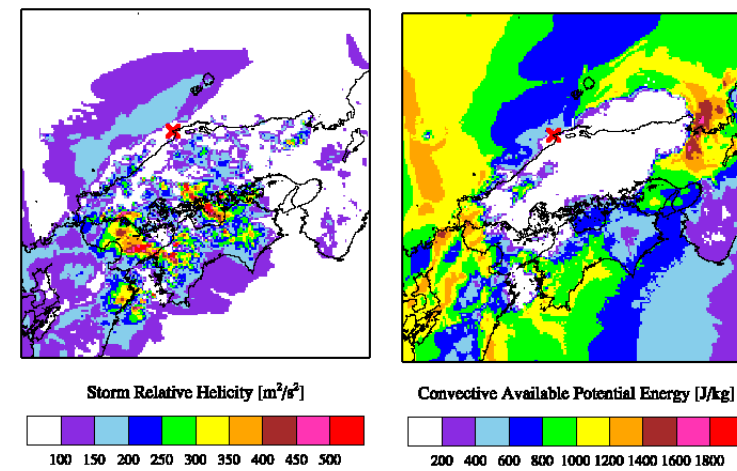 Storm Relative Helicity [m²/s²]
100 150 200 250 300 350 400 450 500
Convective Available Potential Energy [J/kg]
200 400 600 800 1000 1200 1400 1600 1800